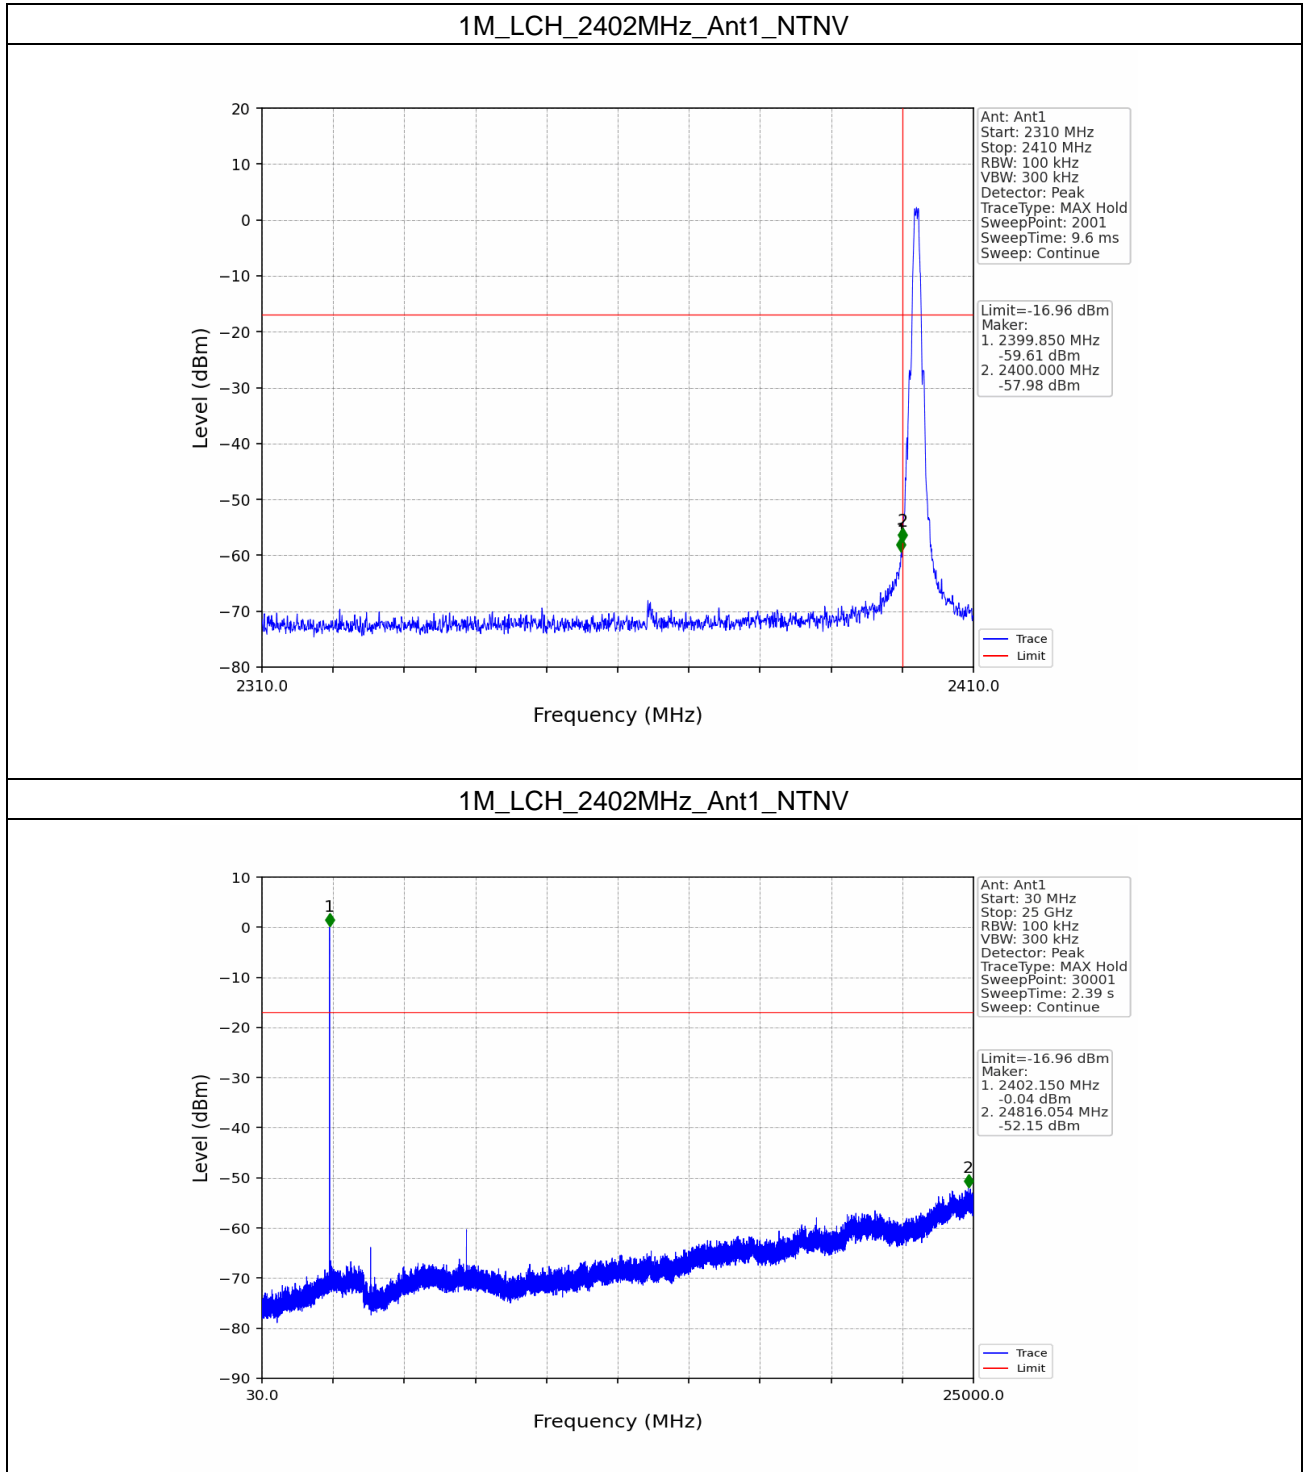 1M_LCH_2402MHz_Ant1_NTNV
20
10
0
−10
−20
−30
−40
−50
−60
−70
−80
Level (dBm)
2
2310.0
2410.0
Frequency (MHz)
Ant: Ant1
Start: 2310 MHz
Stop: 2410 MHz
RBW: 100 kHz
VBW: 300 kHz
Detector: Peak
TraceType: MAX Hold
SweepPoint: 2001
SweepTime: 9.6 ms
Sweep: Continue
Limit=-16.96 dBm
Maker:
1. 2399.850 MHz
-59.61 dBm
2. 2400.000 MHz
-57.98 dBm
Trace
Limit
1M_LCH_2402MHz_Ant1_NTNV
10
0
−10
−20
−30
−40
−50
−60
−70
−80
−90
Level (dBm)
1
2
30.0
25000.0
Frequency (MHz)
Ant: Ant1
Start: 30 MHz
Stop: 25 GHz
RBW: 100 kHz
VBW: 300 kHz
Detector: Peak
TraceType: MAX Hold
SweepPoint: 30001
SweepTime: 2.39 s
Sweep: Continue
Limit=-16.96 dBm
Maker:
1. 2402.150 MHz
-0.04 dBm
2. 24816.054 MHz
-52.15 dBm
Trace
Limit